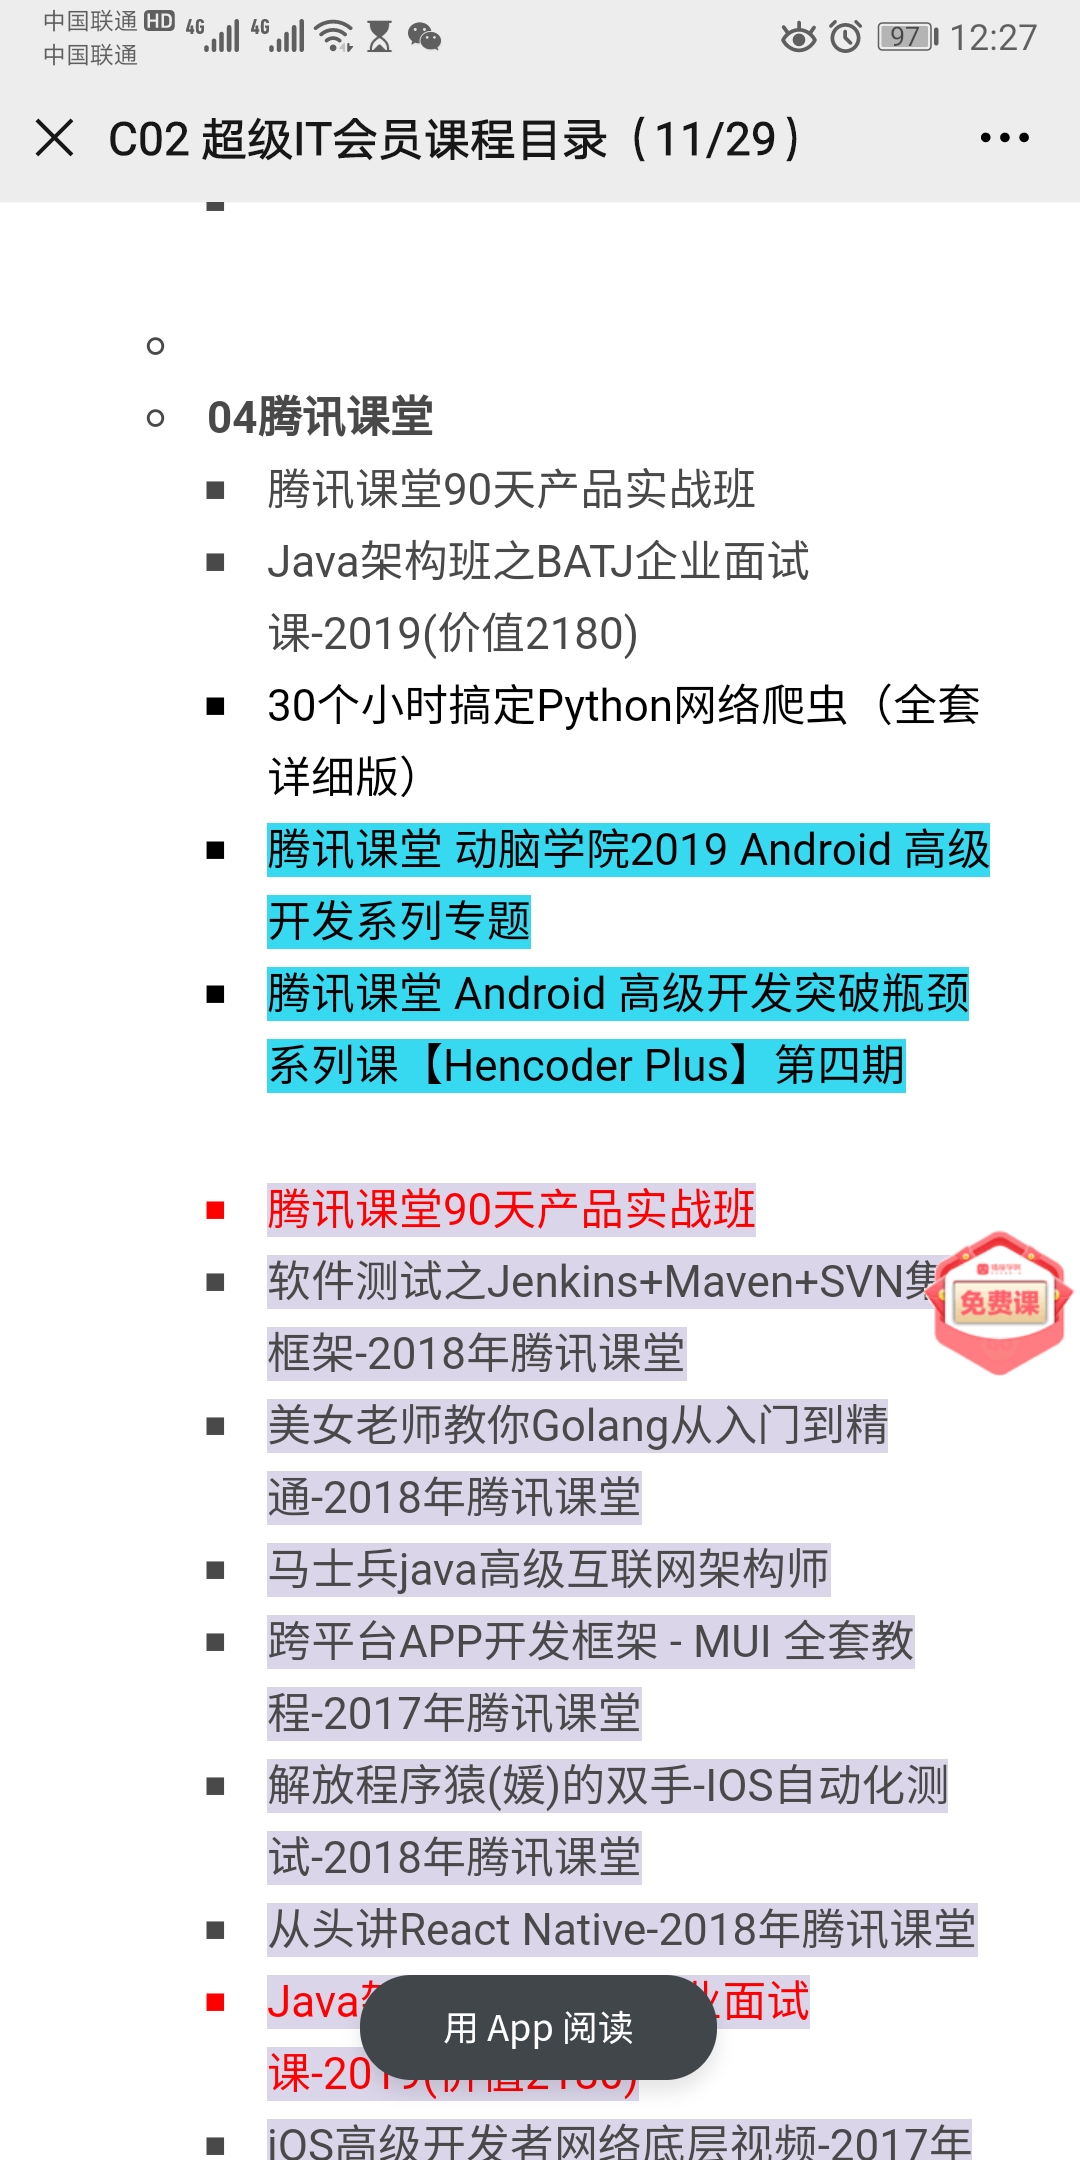 中国联通 HD 4G 4G 97 12:27
中国联通
C02 超级IT会员课程目录（11/29）
04腾讯课堂
腾讯课堂90天产品实战班
Java架构班之BATJ企业面试
课-2019(价值2180)
30个小时搞定Python网络爬虫（全套
详细版）
腾讯课堂 动脑学院2019 Android 高级
开发系列专题
腾讯课堂 Android 高级开发突破瓶颈
系列课【Hencoder Plus】第四期
腾讯课堂90天产品实战班
软件测试之Jenkins+Maven+SVN集
免费课
框架-2018年腾讯课堂
美女老师教你Golang从入门到精
通-2018年腾讯课堂
马士兵java高级互联网架构师
跨平台APP开发框架 - MUI 全套教
程-2017年腾讯课堂
解放程序猿(媛)的双手-IOS自动化测
试-2018年腾讯课堂
从头讲React Native-2018年腾讯课堂
Java 面试
用 App 阅读
课-2019(价值2180)
iOS高级开发者网络底层视频-2017年